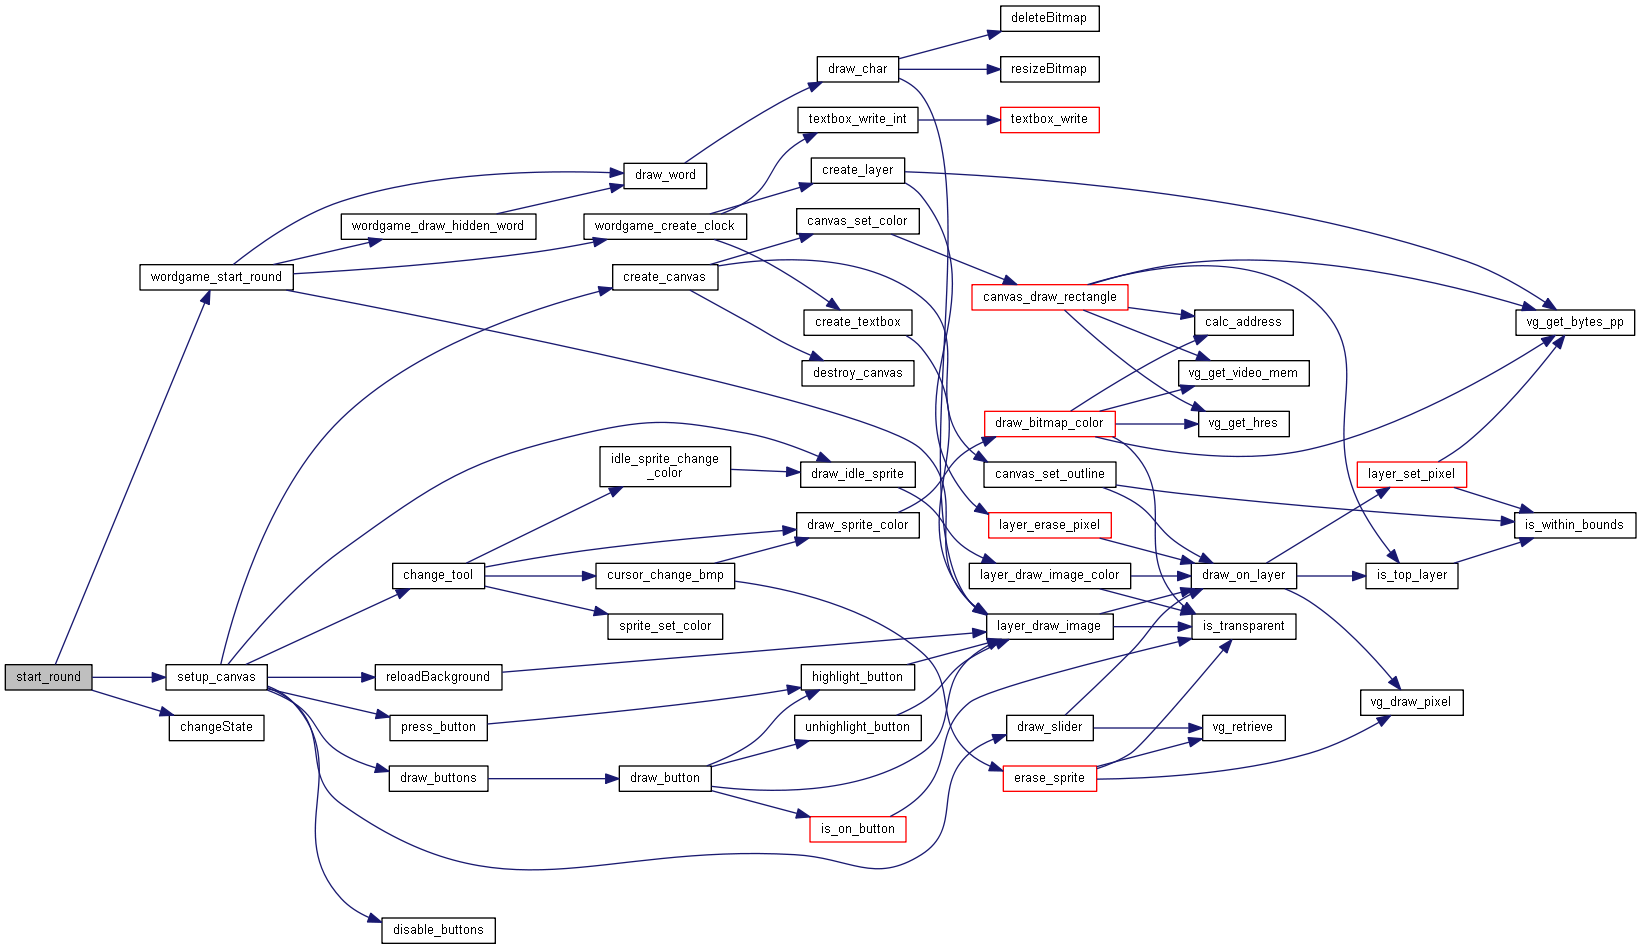 deleteBitmap
draw_char
resizeBitmap
textbox_write_int
textbox_write
create_layer
draw_word
canvas_set_color
wordgame_draw_hidden_word
wordgame_create_clock
wordgame_start_round
create_canvas
canvas_draw_rectangle
create_textbox
calc_address
vg_get_bytes_pp
destroy_canvas
vg_get_video_mem
draw_bitmap_color
vg_get_hres
idle_sprite_change
_color
draw_idle_sprite
canvas_set_outline
layer_set_pixel
draw_sprite_color
layer_erase_pixel
is_within_bounds
change_tool
cursor_change_bmp
layer_draw_image_color
draw_on_layer
is_top_layer
sprite_set_color
layer_draw_image
is_transparent
start_round
setup_canvas
reloadBackground
highlight_button
vg_draw_pixel
changeState
press_button
unhighlight_button
draw_slider
vg_retrieve
draw_buttons
draw_button
erase_sprite
is_on_button
disable_buttons